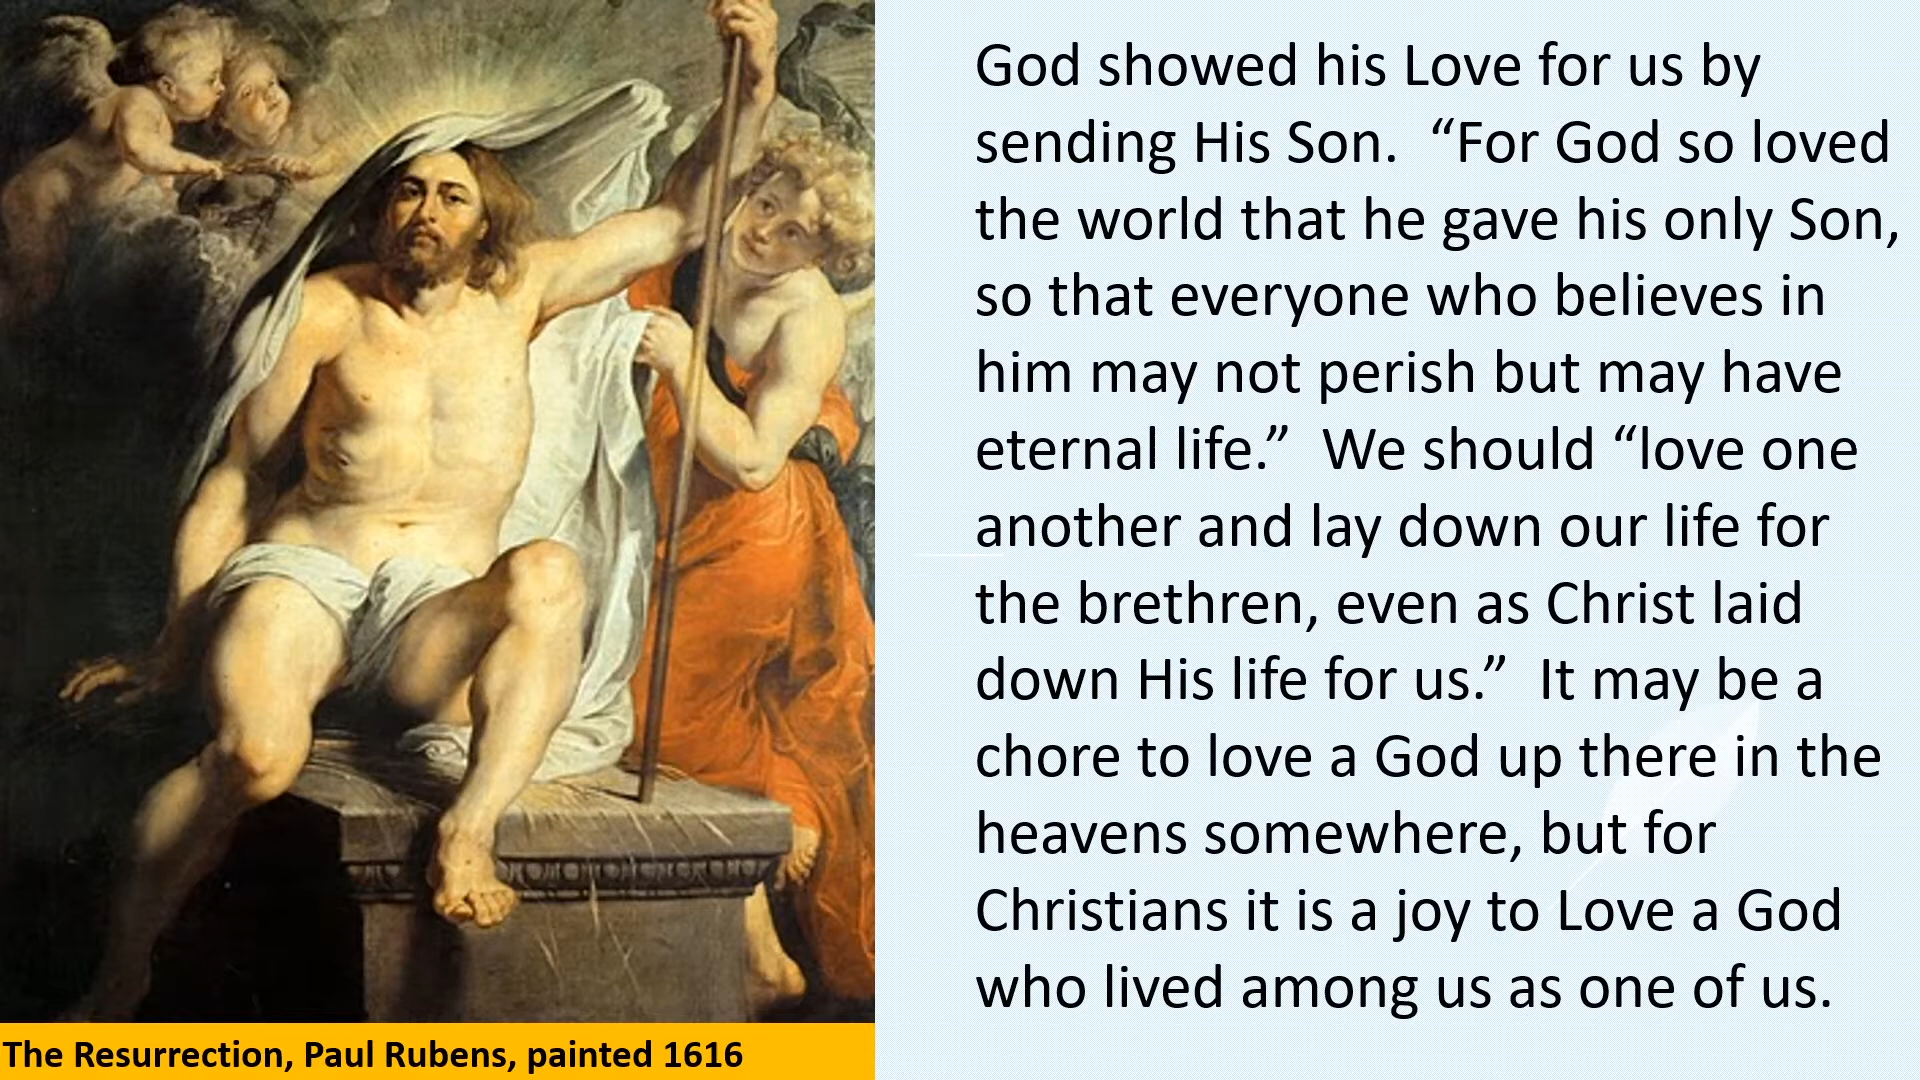 God showed his Love for us by
sending His Son.  “For God so loved
the world that he gave his only Son,
so that everyone who believes in
him may not perish but may have
eternal life.”  We should “love one
another and lay down our life for
the brethren, even as Christ laid
down His life for us.”  It may be a
chore to love a God up there in the
heavens somewhere, but for
Christians it is a joy to Love a God
who lived among us as one of us.
The Resurrection, Paul Rubens, painted 1616